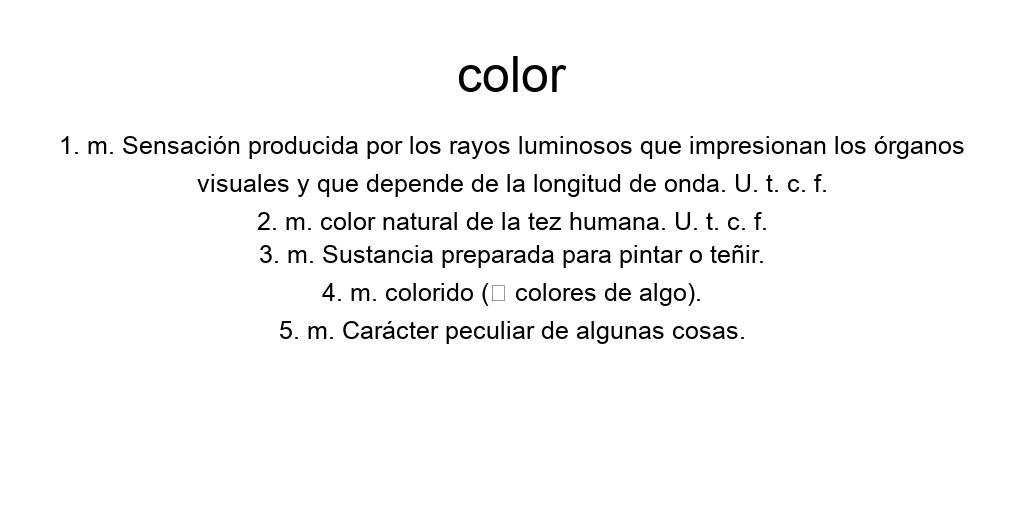 color
1. m. Sensación producida por los rayos luminosos que impresionan los órganos
visuales y que depende de la longitud de onda. U. t. c. f.
2. m. color natural de la tez humana. U. t. c. f.
3. m. Sustancia preparada para pintar o teñir.
4. m. colorido (□ colores de algo).
5. m. Carácter peculiar de algunas cosas.